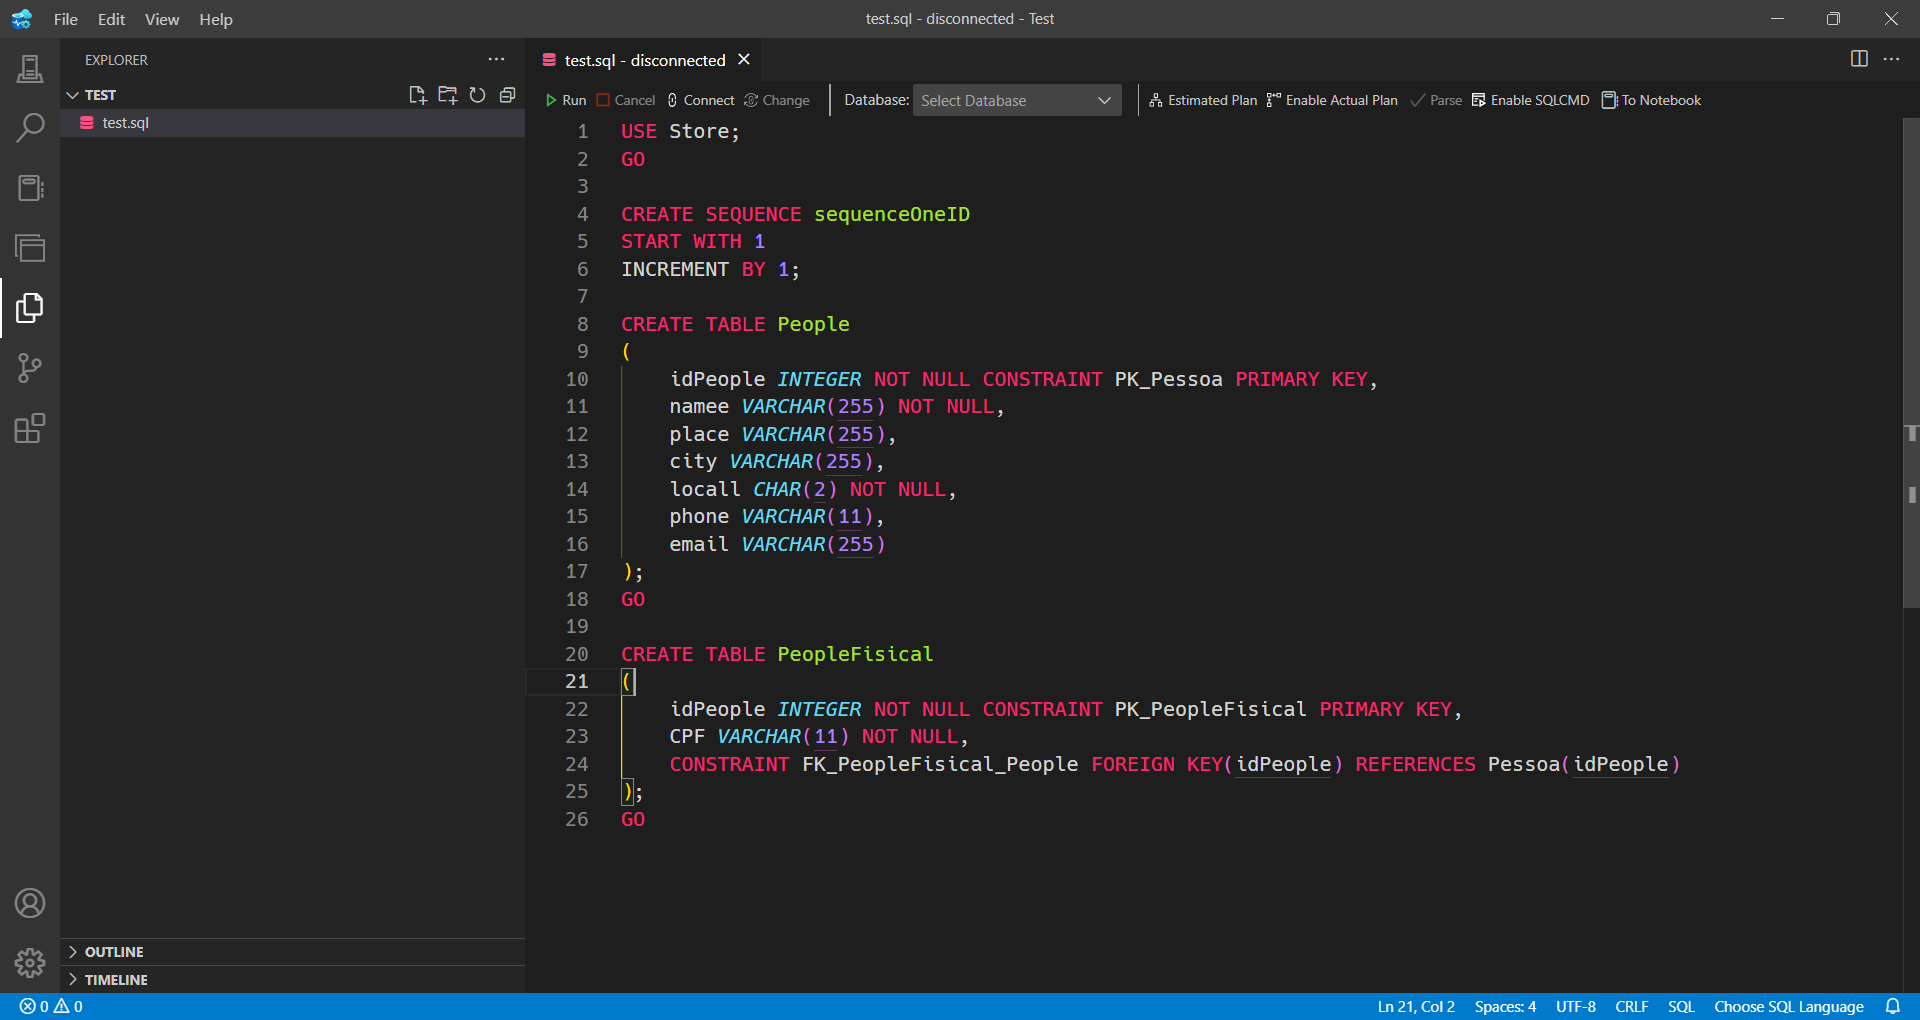 File Edit View Help
test.sql - disconnected - Test
EXPLORER
TEST
test.sql
test.sql - disconnected
Run Cancel Connect Change Database: Select Database Estimated Plan Enable Actual Plan Parse Enable SQLCMD To Notebook
1 USE Store;
2 GO
3
4 CREATE SEQUENCE sequenceOneID
5 START WITH 1
6 INCREMENT BY 1;
7
8 CREATE TABLE People
9 (
10 idPeople INTEGER NOT NULL CONSTRAINT PK_Pessoa PRIMARY KEY,
11 namee VARCHAR(255) NOT NULL,
12 place VARCHAR(255),
13 city VARCHAR(255),
14 locall CHAR(2) NOT NULL,
15 phone VARCHAR(11),
16 email VARCHAR(255)
17 );
18 GO
19
20 CREATE TABLE PeopleFisical
21 (
22 idPeople INTEGER NOT NULL CONSTRAINT PK_PeopleFisical PRIMARY KEY,
23 CPF VARCHAR(11) NOT NULL,
24 CONSTRAINT FK_PeopleFisical_People FOREIGN KEY(idPeople) REFERENCES Pessoa(idPeople)
25 );
26 GO
OUTLINE
TIMELINE
0 0
Ln 21, Col 2 Spaces: 4 UTF-8 CRLF SQL Choose SQL Language